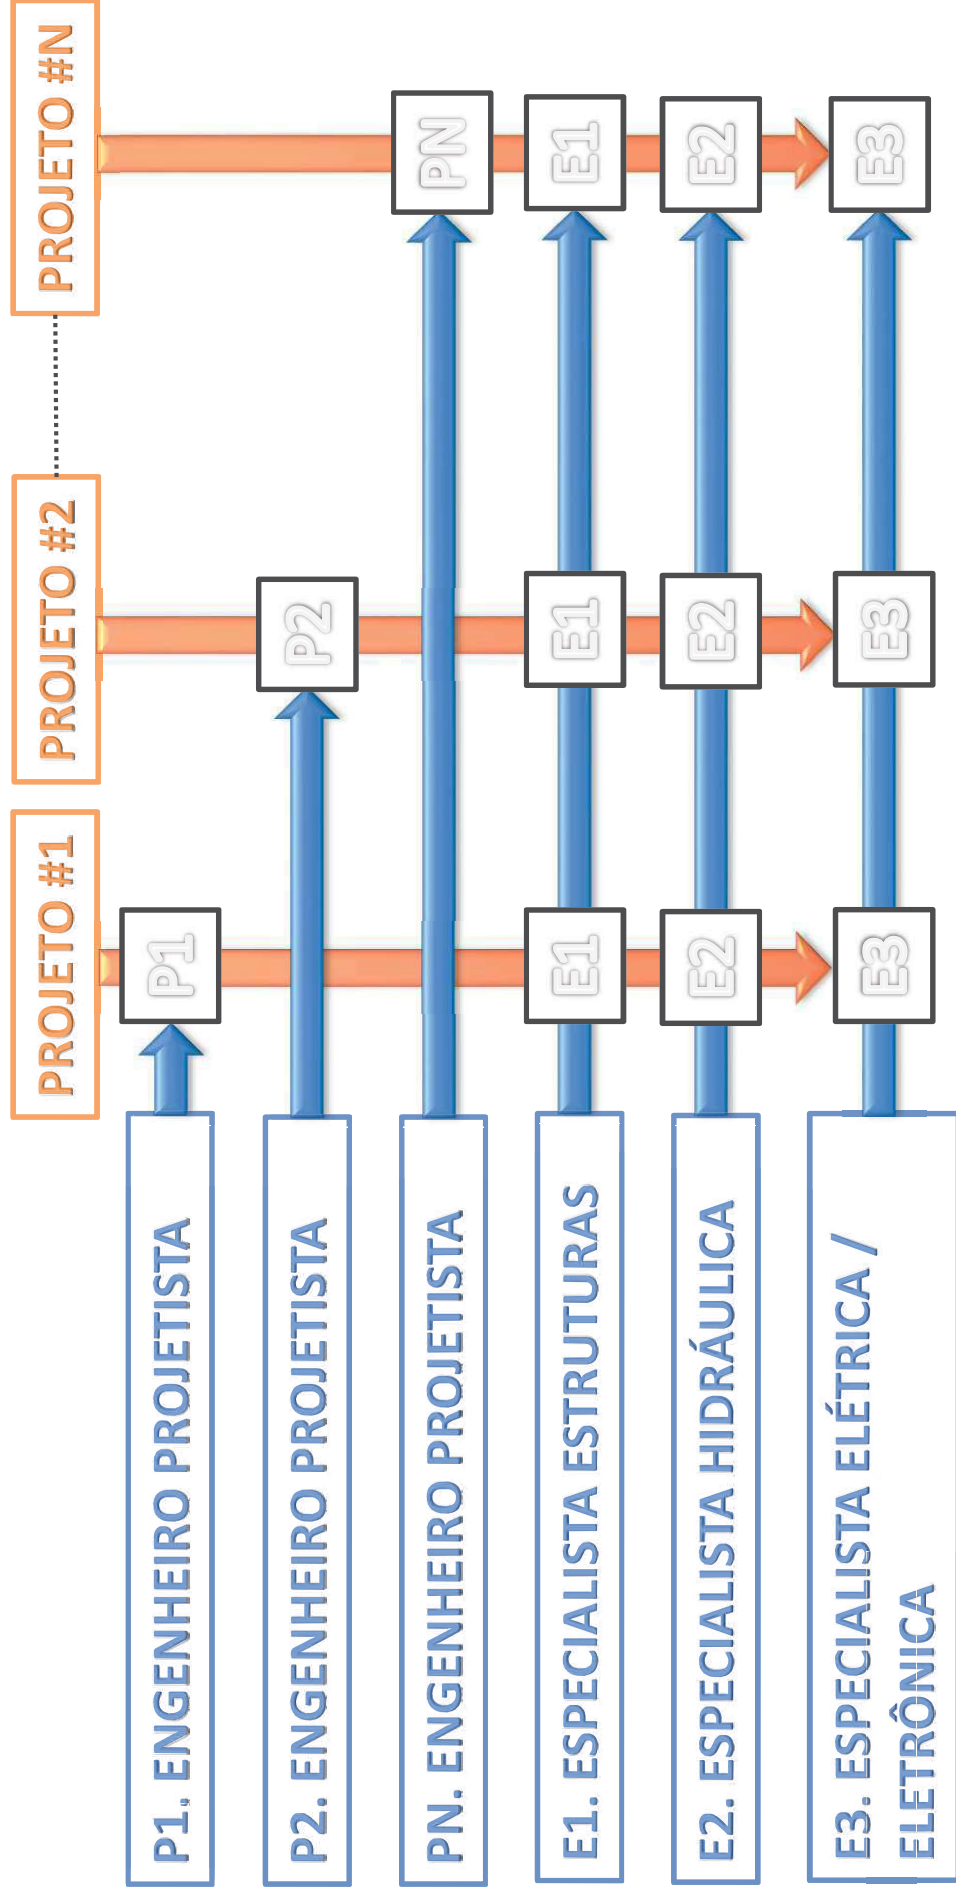 PROJETO #1
PROJETO #2
PROJETO #N
P1. ENGENHEIRO PROJETISTA
P1
P2. ENGENHEIRO PROJETISTA
P2
PN. ENGENHEIRO PROJETISTA
PN
E1. ESPECIALISTA ESTRUTURAS
E1
E1
E1
E2. ESPECIALISTA HIDRÁULICA
E2
E2
E2
E3. ESPECIALISTA ELÉTRICA /
ELETRÔNICA
E3
E3
E3